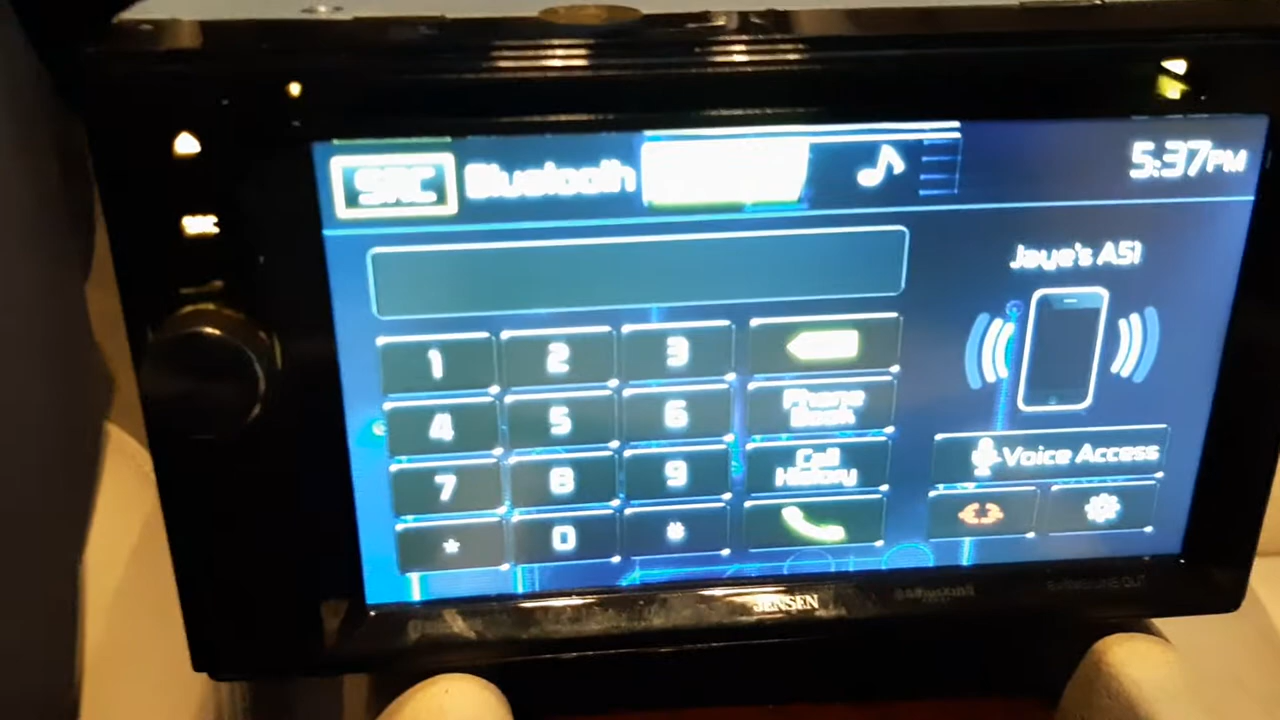 SRC Bluetooth 5:37PM
SRC
Jaye's A51
1 2 3
4 5 6 Phone Book
7 8 9 Call History
* 0 #
Voice Access
JENSEN